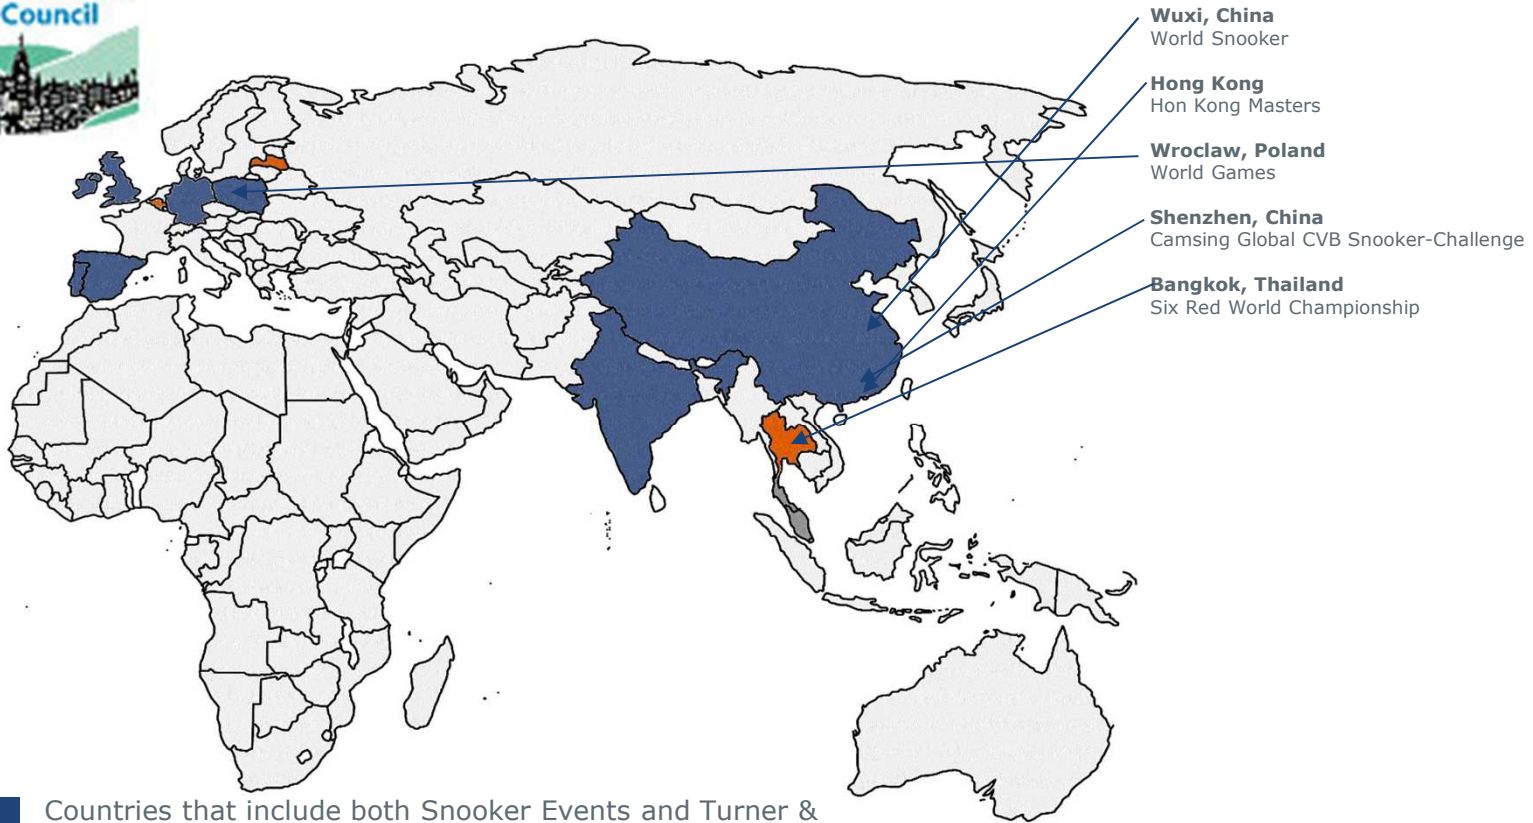 Council
Wuxi, China
World Snooker
Hong Kong
Hon Kong Masters
Wroclaw, Poland
World Games
Shenzhen, China
Camsing Global CVB Snooker-Challenge
Bangkok, Thailand
Six Red World Championship
Countries that include both Snooker Events and Turner &